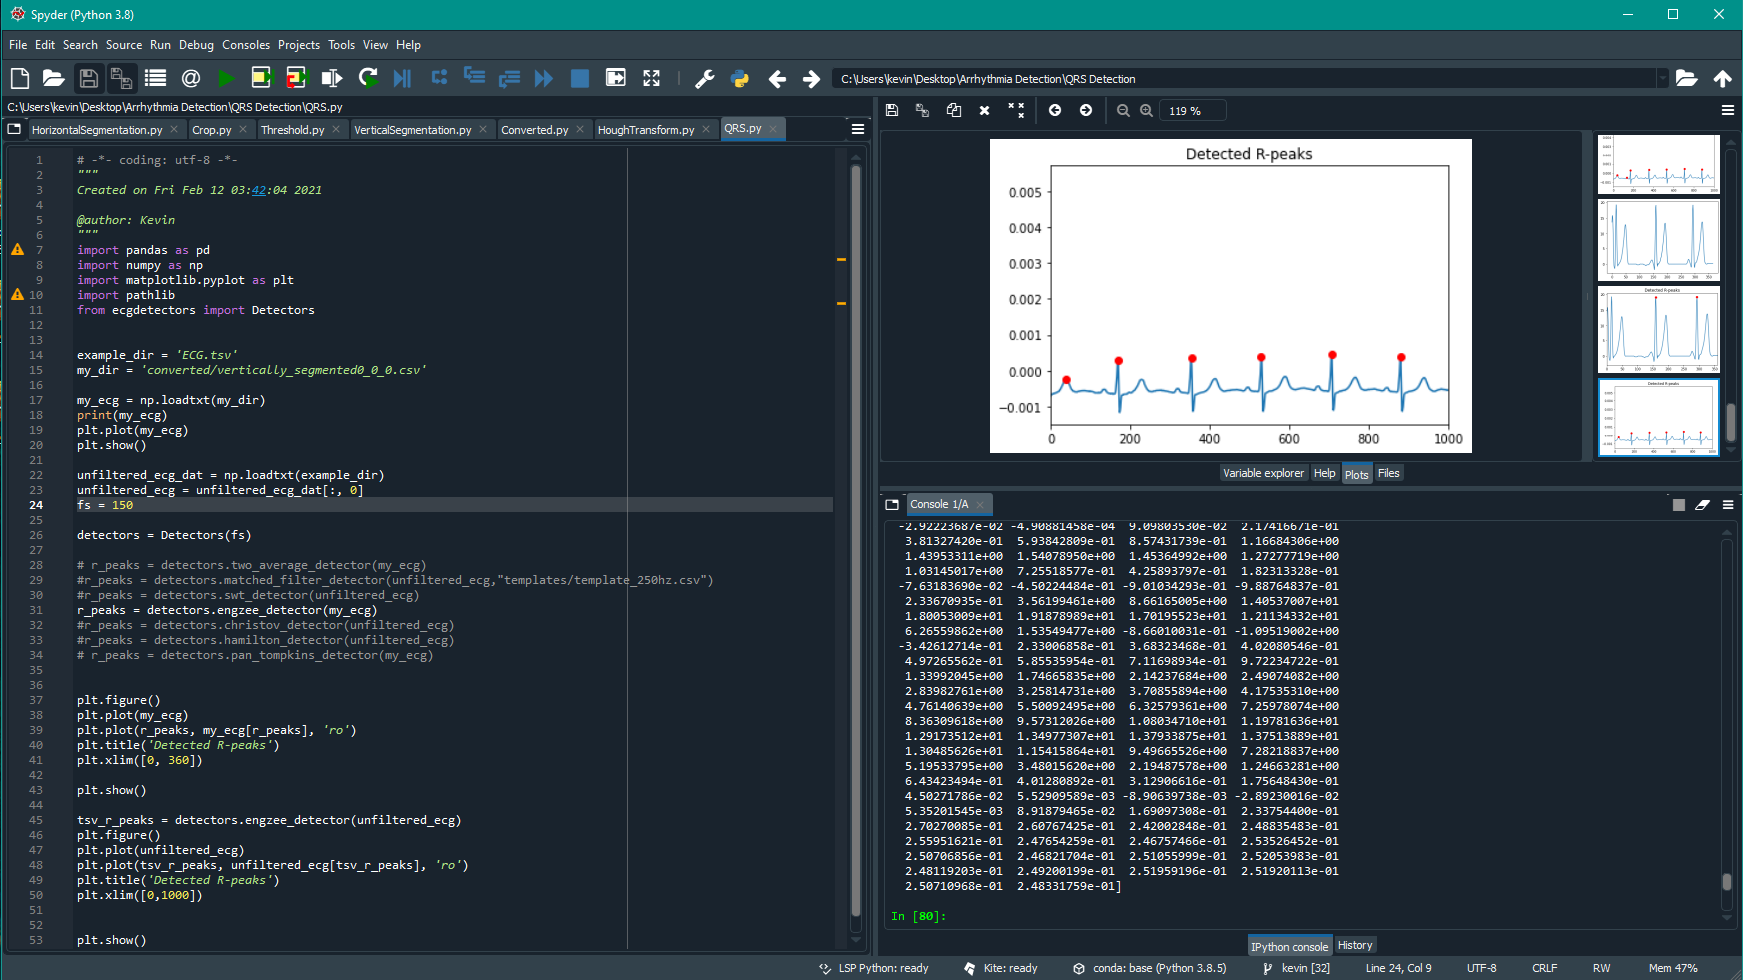 Spyder (Python 3.8)
File Edit Search Source Run Debug Consoles Projects Tools View Help
C:\Users\kevin\Desktop\Arrhythmia Detection\QRS Detection
C:\Users\kevin\Desktop\Arrhythmia Detection\QRS Detection\QRS.py
HorizontalSegmentation.py Crop.py Threshold.py VerticalSegmentation.py Converted.py HoughTransform.py QRS.py
1 # -*- coding: utf-8 -*-
2 """
3 Created on Fri Feb 12 03:42:04 2021
4
5 @author: Kevin
6 """
7 import pandas as pd
8 import numpy as np
9 import matplotlib.pyplot as plt
10 import pathlib
11 from ecgdetectors import Detectors
12
13
14 example_dir = 'ECG.tsv'
15 my_dir = 'converted/vertically_segmented0_0_0.csv'
16
17 my_ecg = np.loadtxt(my_dir)
18 print(my_ecg)
19 plt.plot(my_ecg)
20 plt.show()
21
22 unfiltered_ecg_dat = np.loadtxt(example_dir)
23 unfiltered_ecg = unfiltered_ecg_dat[:, 0]
24 fs = 150
25
26 detectors = Detectors(fs)
27
28 # r_peaks = detectors.two_average_detector(my_ecg)
29 #r_peaks = detectors.matched_filter_detector(unfiltered_ecg,"templates/template_250hz.csv")
30 #r_peaks = detectors.swt_detector(unfiltered_ecg)
31 r_peaks = detectors.engzee_detector(my_ecg)
32 #r_peaks = detectors.christov_detector(unfiltered_ecg)
33 #r_peaks = detectors.hamilton_detector(unfiltered_ecg)
34 # r_peaks = detectors.pan_tompkins_detector(my_ecg)
35
36
37 plt.figure()
38 plt.plot(my_ecg)
39 plt.plot(r_peaks, my_ecg[r_peaks], 'ro')
40 plt.title('Detected R-peaks')
41 plt.xlim([0, 360])
42
43 plt.show()
44
45 tsv_r_peaks = detectors.engzee_detector(unfiltered_ecg)
46 plt.figure()
47 plt.plot(unfiltered_ecg)
48 plt.plot(tsv_r_peaks, unfiltered_ecg[tsv_r_peaks], 'ro')
49 plt.title('Detected R-peaks')
50 plt.xlim([0,1000])
51
52
53 plt.show()
119 %
Detected R-peaks
0.005
0.004
0.003
0.002
0.001
0.000
−0.001
0 200 400 600 800 1000
Detected R-peaks
Detected R-peaks
Variable explorer Help Plots Files
Console 1/A
-2.92223687e-02 -4.90881458e-04 9.09803530e-02 2.17416671e-01
3.81327420e-01 5.93842809e-01 8.57431739e-01 1.16684306e+00
1.43953311e+00 1.54078950e+00 1.45364992e+00 1.27277719e+00
1.03145017e+00 7.25518577e-01 4.25893797e-01 1.82313328e-01
-7.63183690e-02 -4.50224484e-01 -9.01034293e-01 -9.88764837e-01
2.33670935e-01 3.56199461e+00 8.66165005e+00 1.40537007e+01
1.80053009e+01 1.91878989e+01 1.70195523e+01 1.21134332e+01
6.26559862e+00 1.53549477e+00 -8.66010031e-01 -1.09519002e+00
-3.42612714e-01 2.33006858e-01 3.68323468e-01 4.02080546e-01
4.97265562e-01 5.85535954e-01 7.11698934e-01 9.72234722e-01
1.33992045e+00 1.74665835e+00 2.14237684e+00 2.49074082e+00
2.83982761e+00 3.25814731e+00 3.70855894e+00 4.17535310e+00
4.76140639e+00 5.50092495e+00 6.32579361e+00 7.25978074e+00
8.36309618e+00 9.57312026e+00 1.08034710e+01 1.19781636e+01
1.29173512e+01 1.34977307e+01 1.37933875e+01 1.37513889e+01
1.30485626e+01 1.15415864e+01 9.49665526e+00 7.28218837e+00
5.19533795e+00 3.48015620e+00 2.19487578e+00 1.24663281e+00
6.43423494e-01 4.01280892e-01 3.12906616e-01 1.75648430e-01
4.50271786e-02 5.52909589e-03 -8.90639738e-03 -2.89230016e-02
5.35201545e-03 8.91879465e-02 1.69097308e-01 2.33754400e-01
2.70270085e-01 2.60767425e-01 2.42002848e-01 2.48835483e-01
2.55951621e-01 2.47654259e-01 2.46757466e-01 2.53526452e-01
2.50706856e-01 2.46821704e-01 2.51055999e-01 2.52053983e-01
2.48119203e-01 2.49200199e-01 2.51959196e-01 2.51920113e-01
2.50710968e-01 2.48331759e-01]
In [80]:
IPython console History
LSP Python: ready Kite: ready conda: base (Python 3.8.5) kevin [32] Line 24, Col 9 UTF-8 CRLF RW Mem 47%